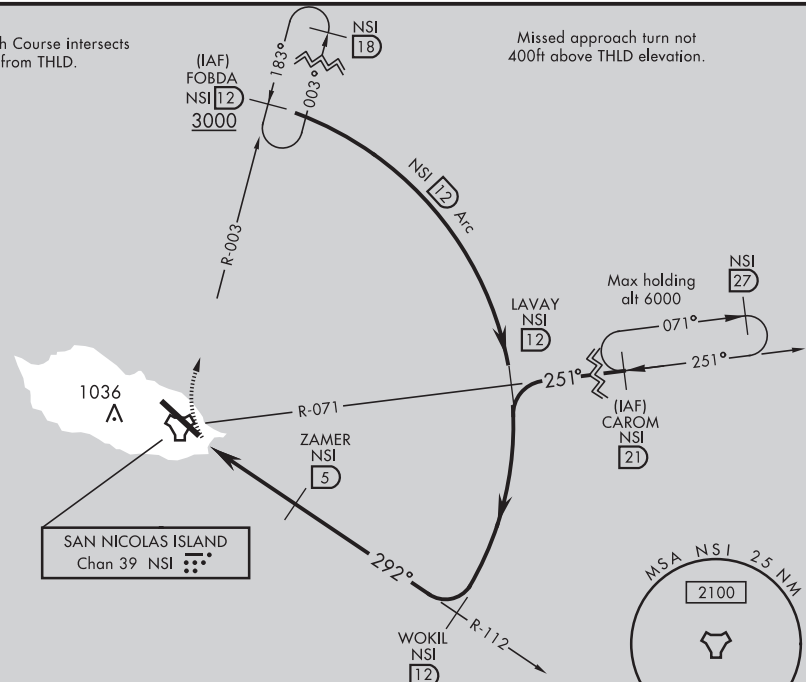 h Course intersects
from THLD.
Missed approach turn not
400ft above THLD elevation.
NSI
18
(IAF)
FOBDA
NSI 12
3000
183°
003°
NSI 12 Arc
R-003
NSI
27
Max holding
alt 6000
LAVAY
NSI
12
071°
251°
251°
(IAF)
CAROM
NSI
21
1036
R-071
ZAMER
NSI
5
SAN NICOLAS ISLAND
Chan 39 NSI
292°
R-112
WOKIL
NSI
12
MSA NSI 25 NM
2100